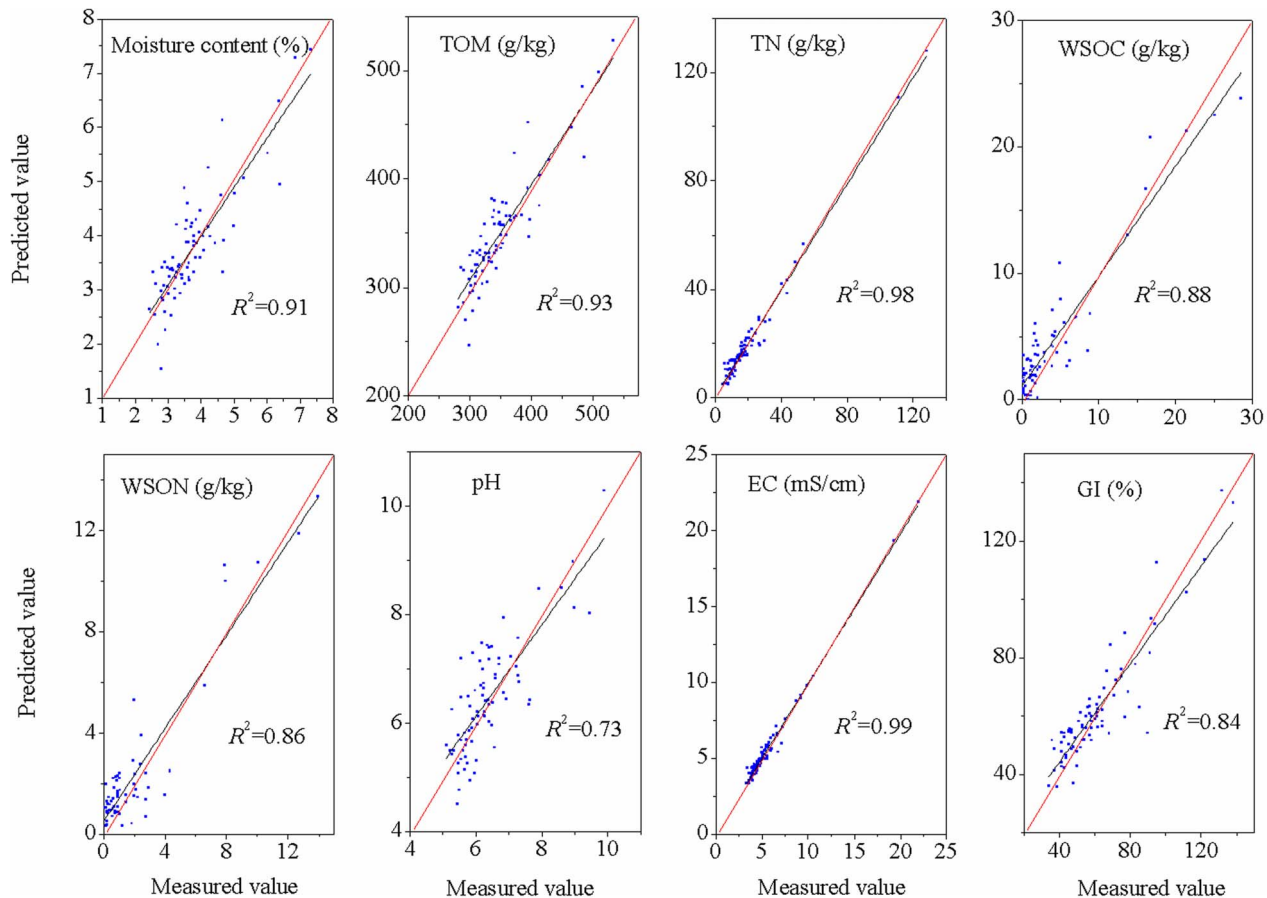 Moisture content (%)
8
7
6
5
4
3
2
1
1 2 3 4 5 6 7 8
R²=0.91
TOM (g/kg)
500
400
300
200
200 300 400 500
R²=0.93
TN (g/kg)
120
80
40
0
0 40 80 120
R²=0.98
WSOC (g/kg)
30
20
10
0
0 10 20 30
R²=0.88
Predicted value
WSON (g/kg)
12
8
4
0
0 4 8 12
R²=0.86
pH
10
8
6
4
4 6 8 10
R²=0.73
EC (mS/cm)
25
20
15
10
5
0
0 5 10 15 20 25
R²=0.99
GI (%)
120
80
40
40 80 120
R²=0.84
Predicted value
Measured value Measured value Measured value Measured value